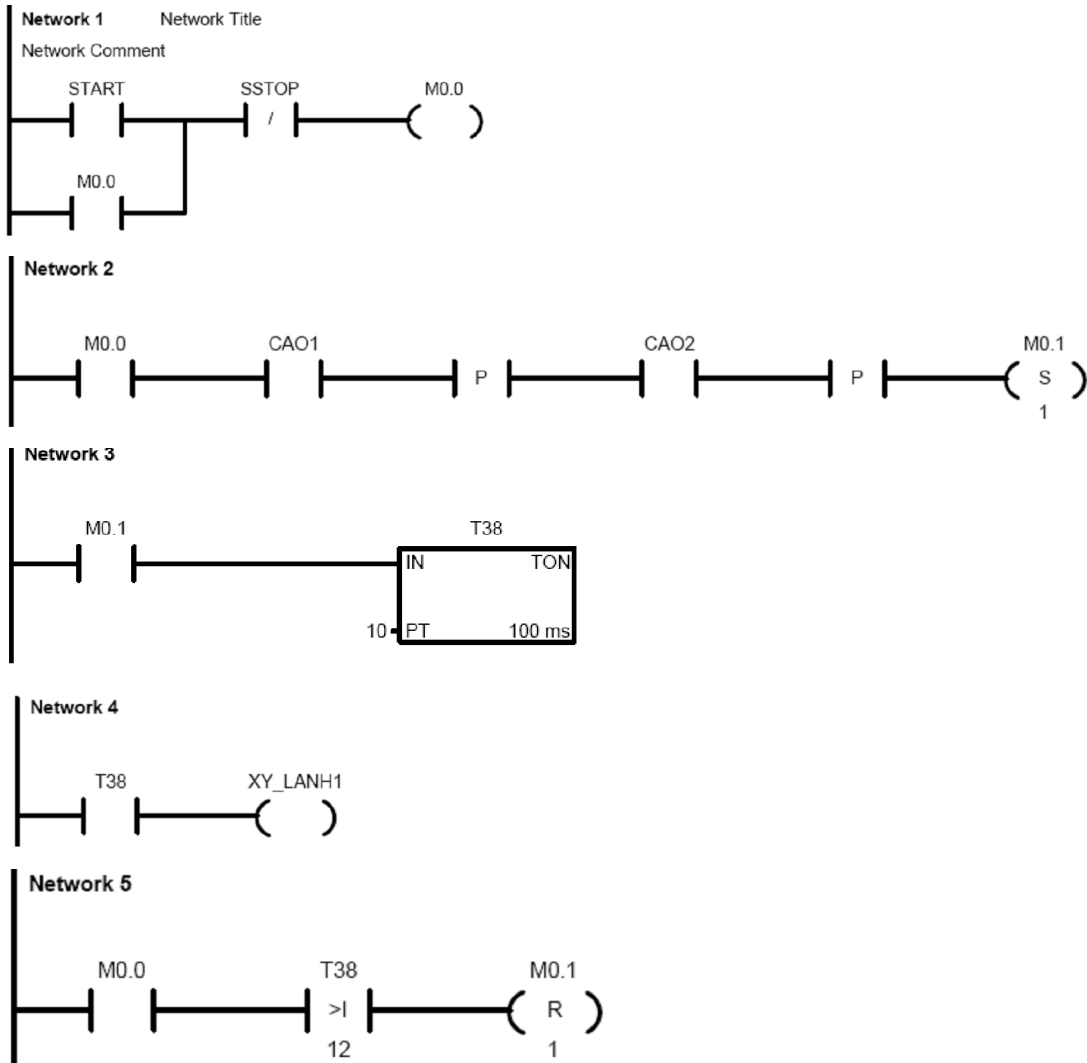 Network 1 Network Title
Network Comment
START SSTOP M0.0
/
M0.0
Network 2
M0.0 CAO1 CAO2 M0.1
P P S
1
Network 3
M0.1 T38
IN TON
10 PT 100 ms
Network 4
T38 XY_LANH1
Network 5
M0.0 T38 M0.1
>I R
12 1